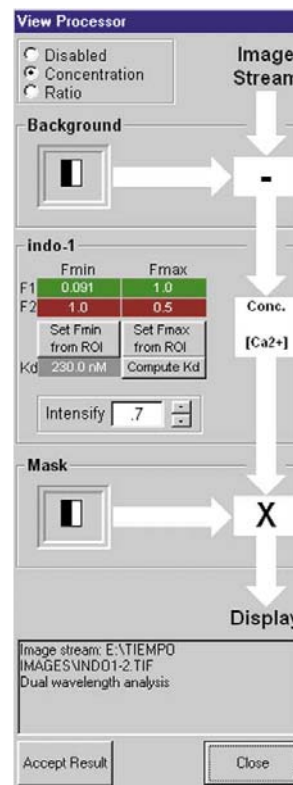 View Processor
Disabled
Concentration
Ratio
Image
Stream
Background
-
indo-1
Fmin Fmax
F1 0.091 1.0
F2 1.0 0.5
Set Fmin from ROI
Set Fmax from ROI
Kd 230.0 nM Compute Kd
Conc.
[Ca2+]
Intensify .7
Mask
X
Display
Image stream: E:\TIEMPO
IMAGES\INDO1-2.TIF
Dual wavelength analysis
Accept Result Close